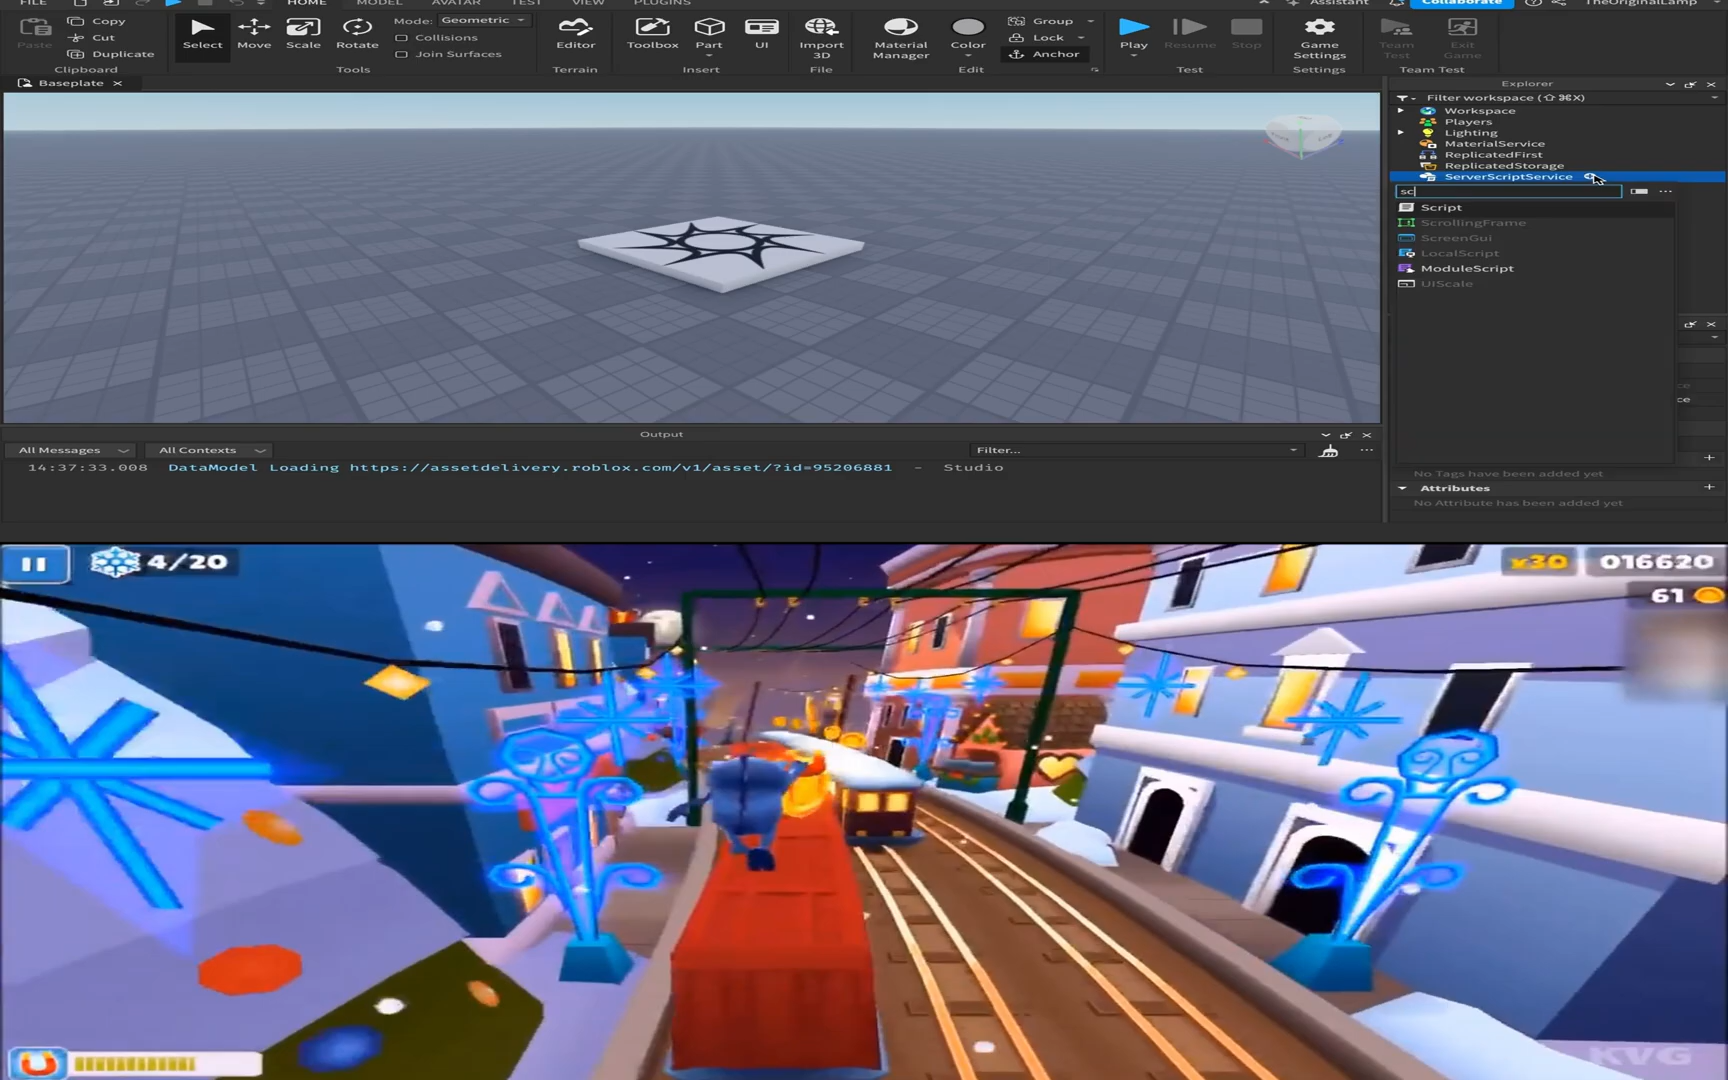 FILE HOME MODEL AVATAR TEST VIEW PLUGINS Assistant Collaborate TheOriginalLamp
Paste Copy Cut Duplicate
Select Move Scale Rotate
Mode: Geometric
Collisions
Join Surfaces
Editor Toolbox Part UI
Import 3D
Material Manager
Color
Group
Lock
Anchor
Play Resume Stop
Game Settings
Team Test
Exit Game
Clipboard Tools Terrain Insert File Edit Test Settings Team Test
Baseplate
Explorer
Filter workspace (⇧⌘X)
Workspace
Players
Lighting
MaterialService
ReplicatedFirst
ReplicatedStorage
ServerScriptService
sc
Script
ScrollingFrame
ScreenGui
LocalScript
ModuleScript
UIScale
ce
ce
No Tags have been added yet
Attributes
No Attribute has been added yet
Output
All Messages All Contexts Filter...
14:37:33.008 DataModel Loading https://assetdelivery.roblox.com/v1/asset/?id=95206881 - Studio
4/20 x30 016620
61
KVG